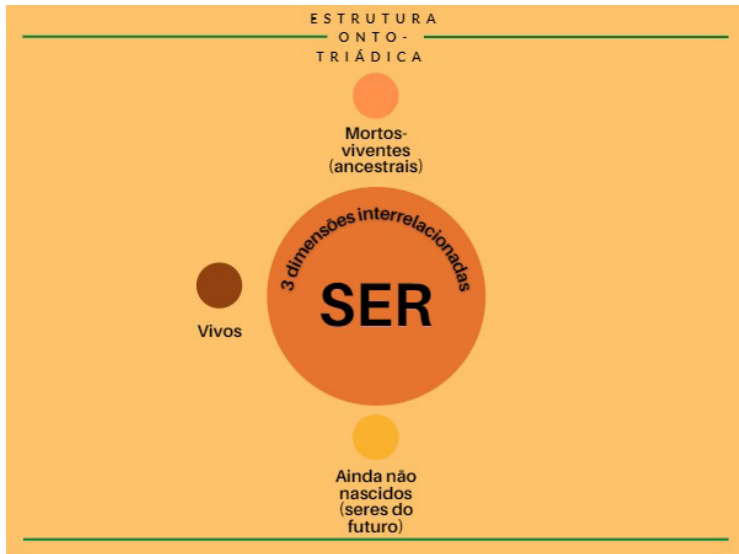 ESTRUTURA
ONTO-
TRIÁDICA
Mortos-
viventes
(ancestrais)
3 dimensões interrelacionadas
SER
Vivos
Ainda não
nascidos
(seres do
futuro)